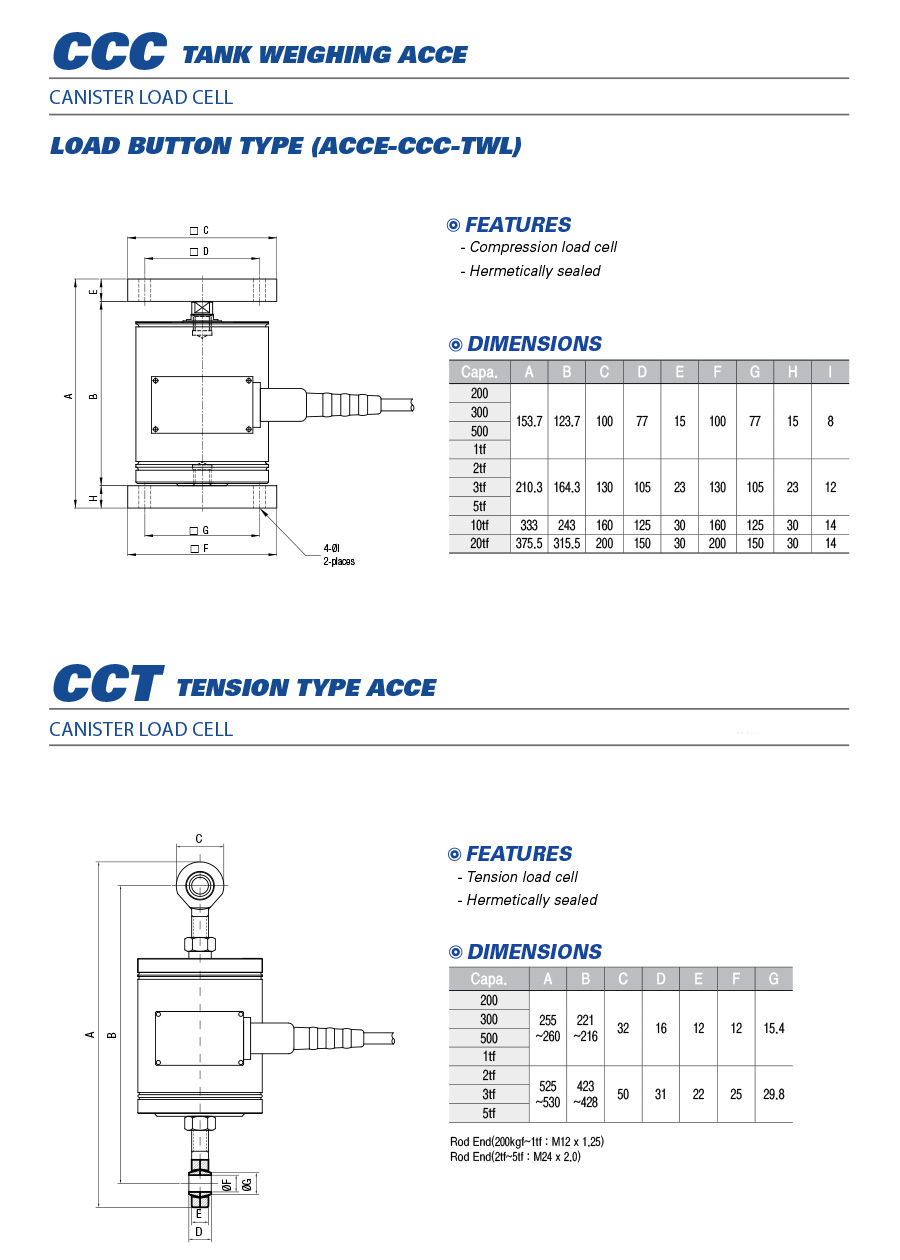 CCC TANK WEIGHING ACCE
CANISTER LOAD CELL
LOAD BUTTON TYPE (ACCE-CCC-TWL)
□ C
□ D
E
A
B
H
□ G
□ F
4-ØI
2-places
FEATURES
- Compression load cell
- Hermetically sealed
DIMENSIONS
Capa. A B C D E F G H I
200
300
500
1tf
153.7 123.7 100 77 15 100 77 15 8
2tf
3tf
5tf
210.3 164.3 130 105 23 130 105 23 12
10tf 333 243 160 125 30 160 125 30 14
20tf 375.5 315.5 200 150 30 200 150 30 14
CCT TENSION TYPE ACCE
CANISTER LOAD CELL
C
A
B
ØF
ØG
E
D
FEATURES
- Tension load cell
- Hermetically sealed
DIMENSIONS
Capa. A B C D E F G
200
300
500
1tf
255 221
~260 ~216
32 16 12 12 15.4
2tf
3tf
5tf
525 423
~530 ~428
50 31 22 25 29.8
Rod End(200kgf~1tf : M12 x 1.25)
Rod End(2tf~5tf : M24 x 2.0)